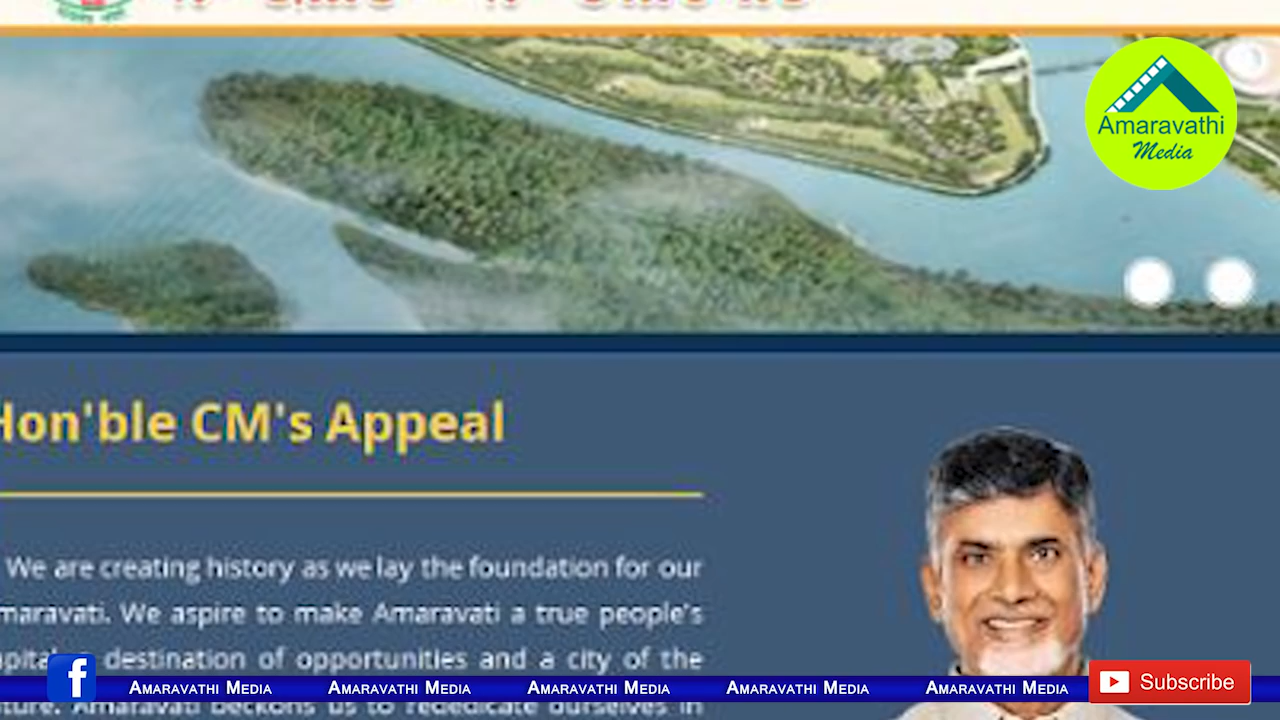 Amaravathi
Media
Hon'ble CM's Appeal
We are creating history as we lay the foundation for our
maravati. We aspire to make Amaravati a true people's
destination of opportunities and a city of the
Amaravati beckons us to rededicate ourselves in
Amaravathi Media Amaravathi Media Amaravathi Media Amaravathi Media Amaravathi Media
Subscribe